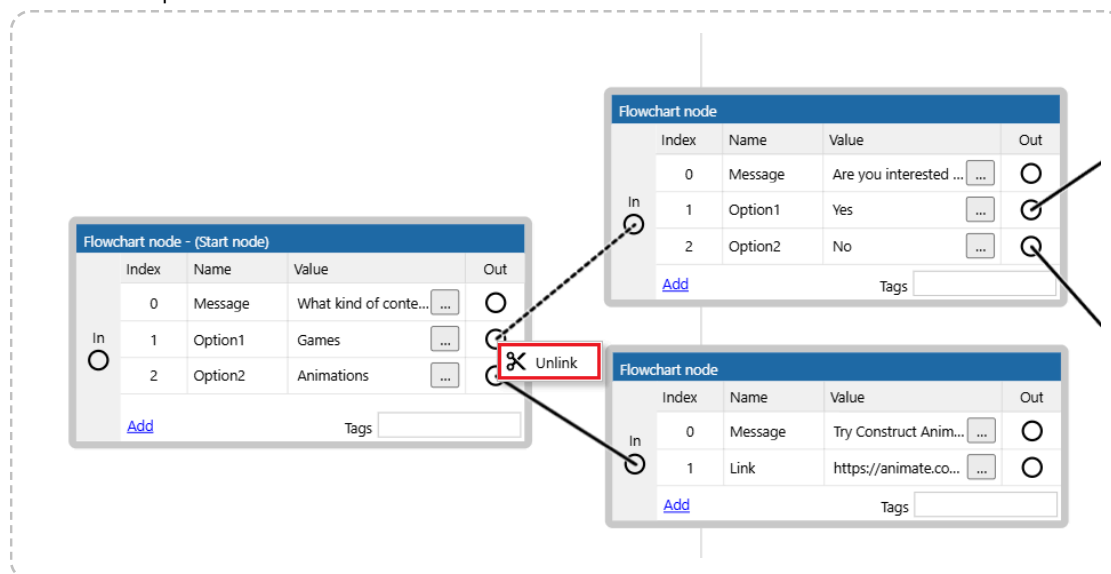 Flowchart node - (Start node)
Index Name Value Out
0 Message What kind of conte... ...
In
1 Option1 Games ...
2 Option2 Animations ...
Add Tags
Unlink
Flowchart node
Index Name Value Out
0 Message Are you interested ... ...
In
1 Option1 Yes ...
2 Option2 No ...
Add Tags
Flowchart node
Index Name Value Out
0 Message Try Construct Anim... ...
In
1 Link https://animate.co... ...
Add Tags